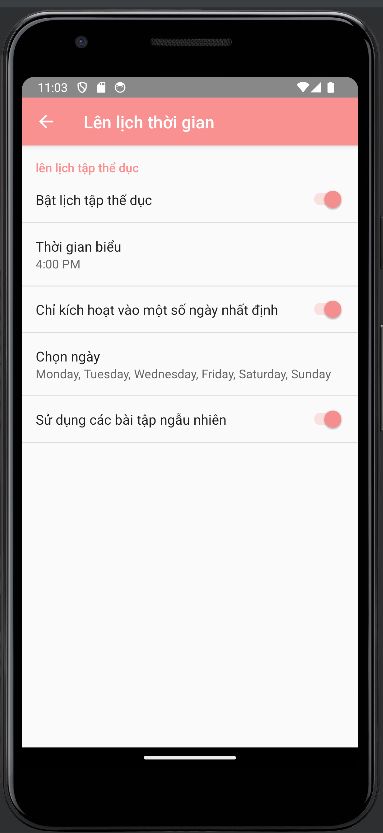 11:03
Lên lịch thời gian
lên lịch tập thể dục
Bật lịch tập thể dục
Thời gian biểu
4:00 PM
Chỉ kích hoạt vào một số ngày nhất định
Chọn ngày
Monday, Tuesday, Wednesday, Friday, Saturday, Sunday
Sử dụng các bài tập ngẫu nhiên